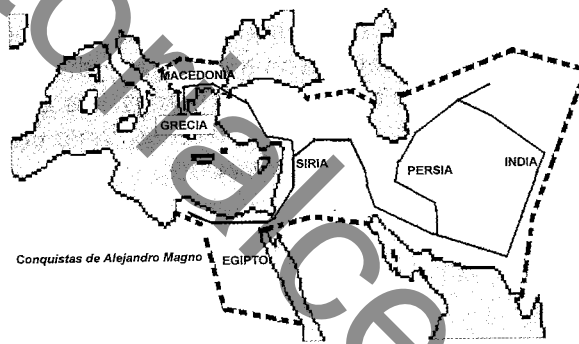 MACEDONIA
GRECIA
SIRIA
PERSIA
INDIA
Conquistas de Alejandro Magno
EGIPTO